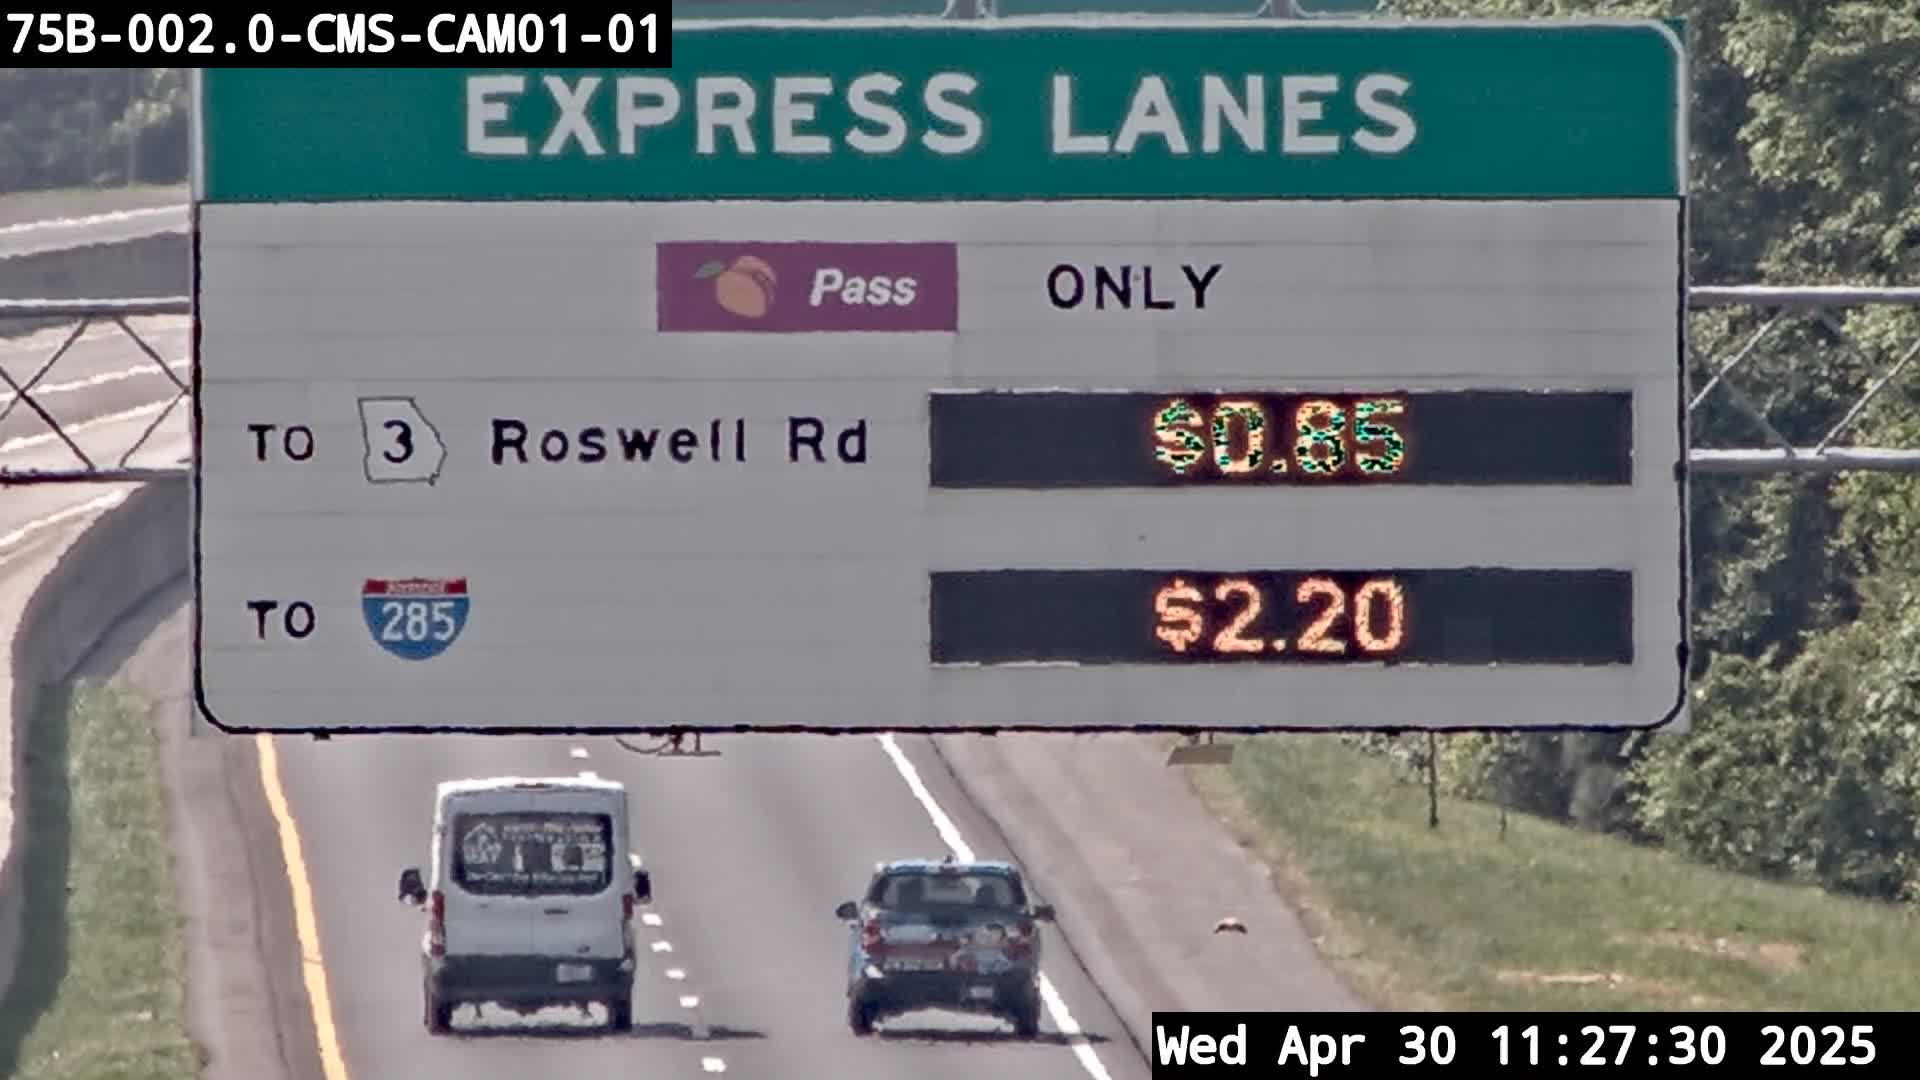 75B-002.0-CMS-CAM01-01
EXPRESS LANES
Pass ONLY
TO 3 Roswell Rd $0.85
TO 285 $2.20
Wed Apr 30 11:27:30 2025